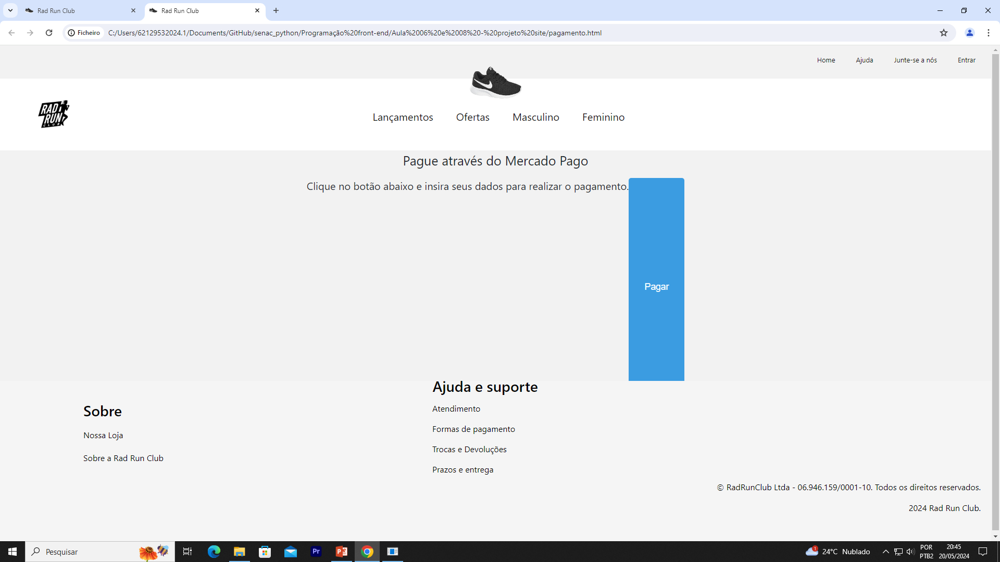 Rad Run Club
Rad Run Club
Ficheiro
C:/Users/62129532024.1/Documents/GitHub/senac_python/Programação%20front-end/Aula%2006%20e%2008%20-%20projeto%20site/pagamento.html
Home Ajuda Junte-se a nós Entrar
RAD
RUN
CLUB
Lançamentos Ofertas Masculino Feminino
Pague através do Mercado Pago
Clique no botão abaixo e insira seus dados para realizar o pagamento.
Pagar
Sobre
Nossa Loja
Sobre a Rad Run Club
Ajuda e suporte
Atendimento
Formas de pagamento
Trocas e Devoluções
Prazos e entrega
© RadRunClub Ltda - 06.946.159/0001-10. Todos os direitos reservados.
2024 Rad Run Club.
Pesquisar
Pr
P
1
24°C Nublado
POR
PTB2
20:45
20/05/2024